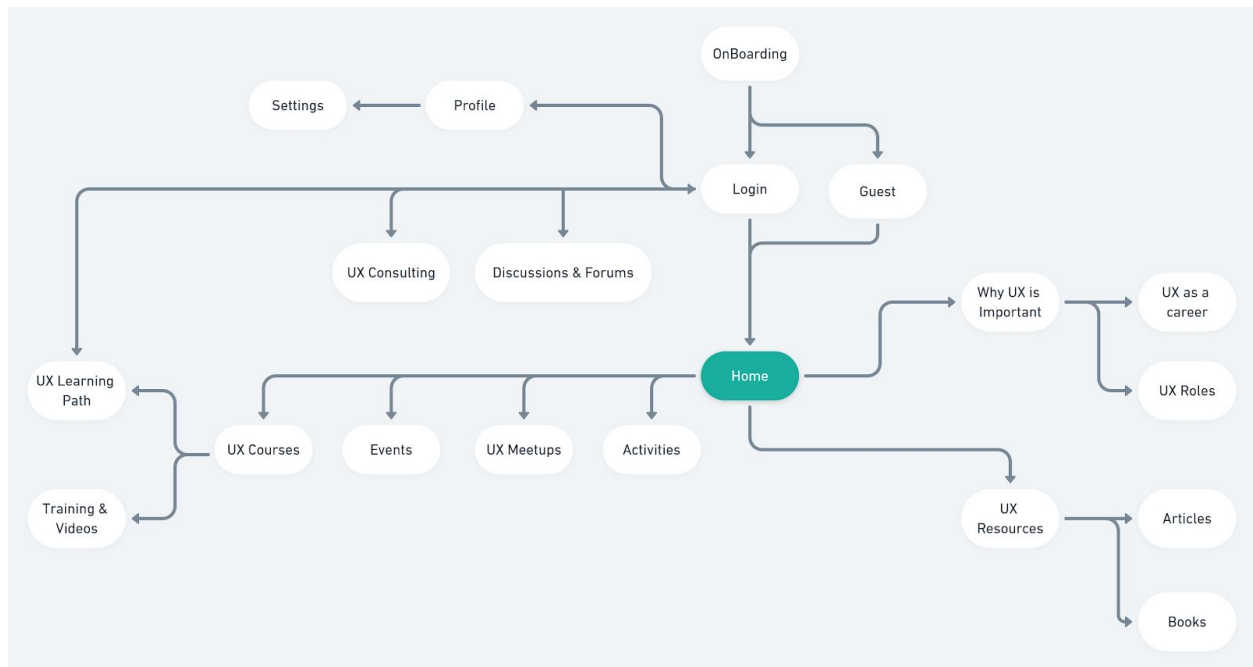 OnBoarding
Settings
Profile
Login
Guest
UX Consulting
Discussions & Forums
Why UX is
Important
UX as a
career
UX Learning
Path
Home
UX Roles
UX Courses
Events
UX Meetups
Activities
Training &
Videos
UX
Resources
Articles
Books